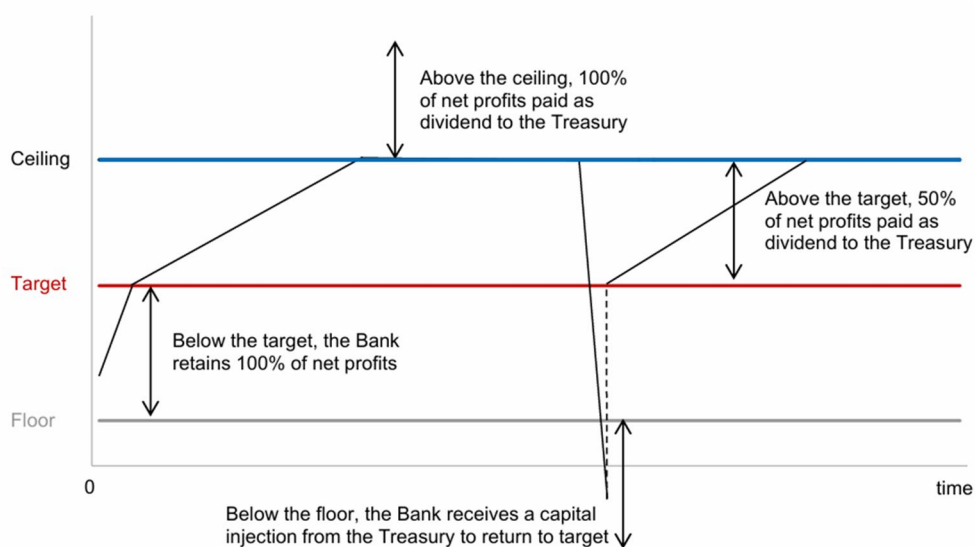 Above the ceiling, 100%
of net profits paid as
dividend to the Treasury
Ceiling
Above the target, 50%
of net profits paid as
dividend to the Treasury
Target
Below the target, the Bank
retains 100% of net profits
Floor
0
time
Below the floor, the Bank receives a capital
injection from the Treasury to return to target